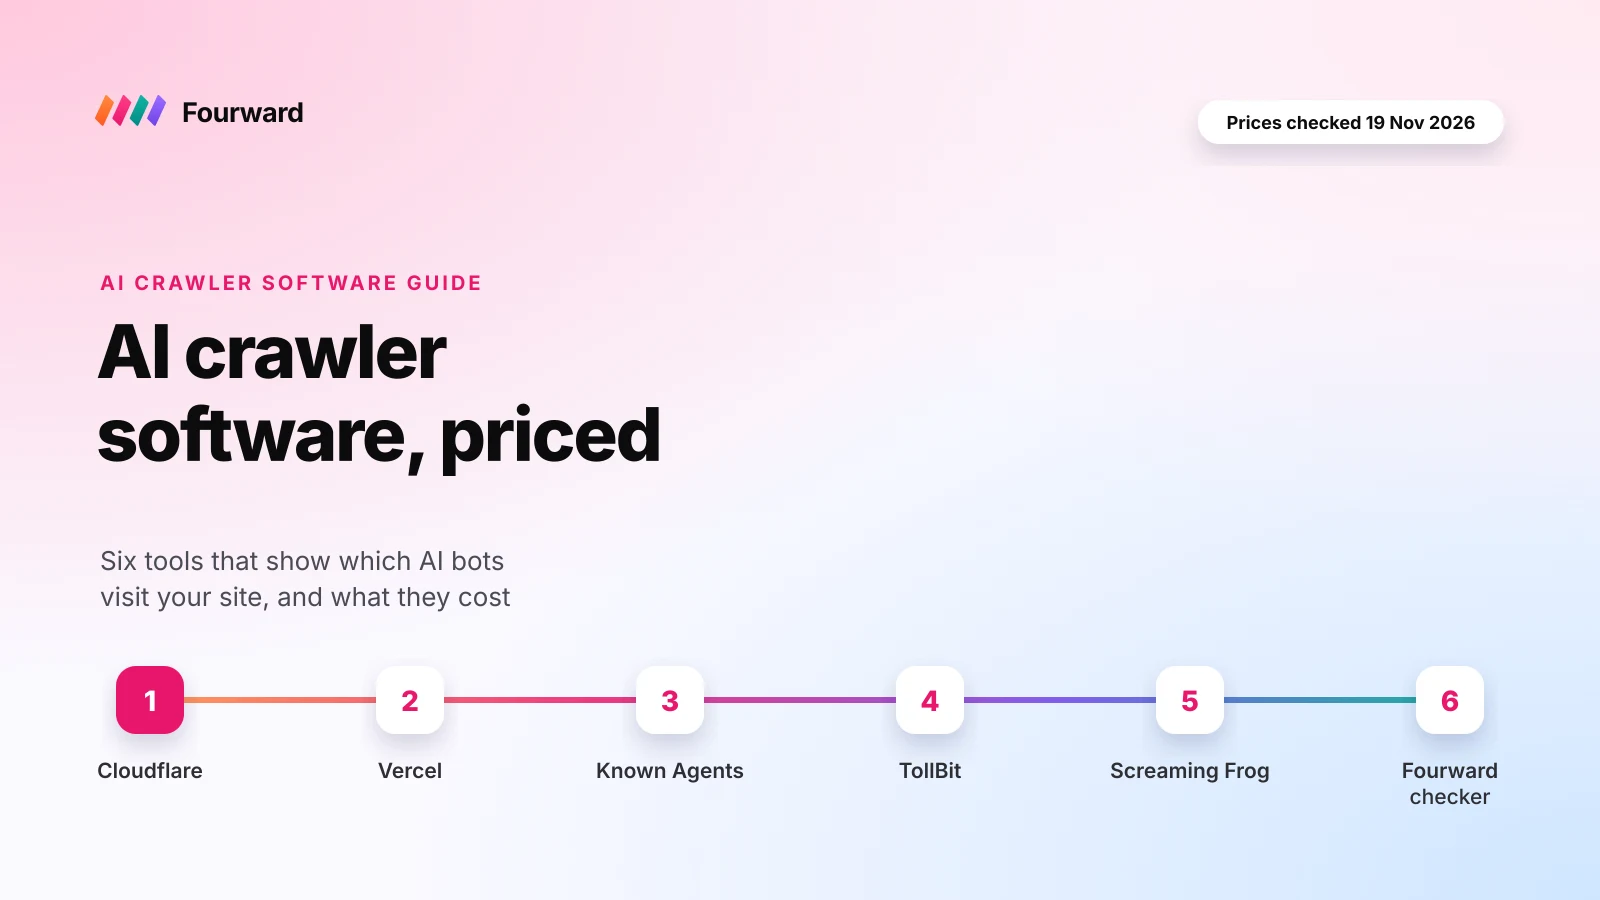 Fourward
Prices checked 19 Nov 2026
AI CRAWLER SOFTWARE GUIDE
AI crawler
software, priced
Six tools that show which AI bots
visit your site, and what they cost
1
2
3
4
5
6
Cloudflare
Vercel
Known Agents
TollBit
Screaming Frog
Fourward
checker